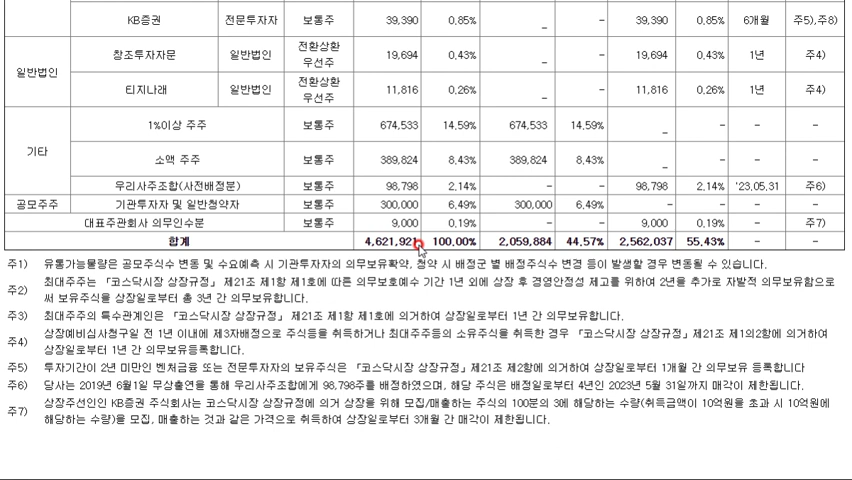 KB증권 전문투자자 보통주 39,390 0.85% _ - 39,390 0.85% 6개월 주5),주8)
일반법인
창조투자자문 일반법인 전환상환 19,694 0.43% _ - 19,694 0.43% 1년 주4)
우선주
티지나래 일반법인 전환상환 11,816 0.26% _ - 11,816 0.26% 1년 주4)
우선주
기타
1%이상 주주 보통주 674,533 14,59% 674,533 14,59% _ - - -
소액 주주 보통주 389,824 8,43% 389,824 8,43% _ - - -
우리사주조합(사전배정분) 보통주 98,798 2,14% - - 98,798 2,14% '23,05,31 주6)
공모주주 기관투자자 및 일반청약자 보통주 300,000 6,49% 300,000 6,49% - - - -
대표주관회사 의무인수분 보통주 9,000 0,19% - - 9,000 0,19% 주7)
합계 4,621,921 100,00% 2,059,884 44,57% 2,562,037 55,43% - -
주1) 유통가능물량은 공모주식수 변동 및 수요예측 시 기관투자자의 의무보유확약, 청약 시 배정군 별 배정주식수 변경 등이 발생할 경우 변동될 수 있습니다.
주2) 최대주주는 「코스닥시장 상장규정」 제21조 제1항 제1호에 따른 의무보호예수 기간 1년 외에 상장 후 경영안정성 제고를 위하여 2년을 추가로 자발적 의무보유함으로
써 보유주식을 상장일로부터 총 3년 간 의무보유합니다.
주3) 최대주주의 특수관계인은 「코스닥시장 상장규정」 제21조 제1항 제1호에 의거하여 상장일로부터 1년 간 의무보유합니다.
주4) 상장예비심사청구일 전 1년 이내에 제3자배정으로 주식등을 취득하거나 최대주주등의 소유주식을 취득한 경우 「코스닥시장 상장규정」제21조 제1의2항에 의거하여
상장일로부터 1년 간 의무보유등록합니다.
주5) 투자기간이 2년 미만인 벤처금융 또는 전문투자자의 보유주식은 「코스닥시장 상장규정」제21조 제2항에 의거하여 상장일로부터 1개월 간 의무보유 등록합니다
주6) 당사는 2019년 6월1일 무상출연을 통해 우리사주조합에게 98,798주를 배정하였으며, 해당 주식은 배정일로부터 4년인 2023년 5월 31일까지 매각이 제한됩니다.
주7) 상장주선인인 KB증권 주식회사는 코스닥시장 상장규정에 의거 상장을 위해 모집/매출하는 주식의 100분의 3에 해당하는 수량(취득금액이 10억원을 초과 시 10억원에
해당하는 수량)을 모집, 매출하는 것과 같은 가격으로 취득하여 상장일로부터 3개월 간 매각이 제한됩니다.